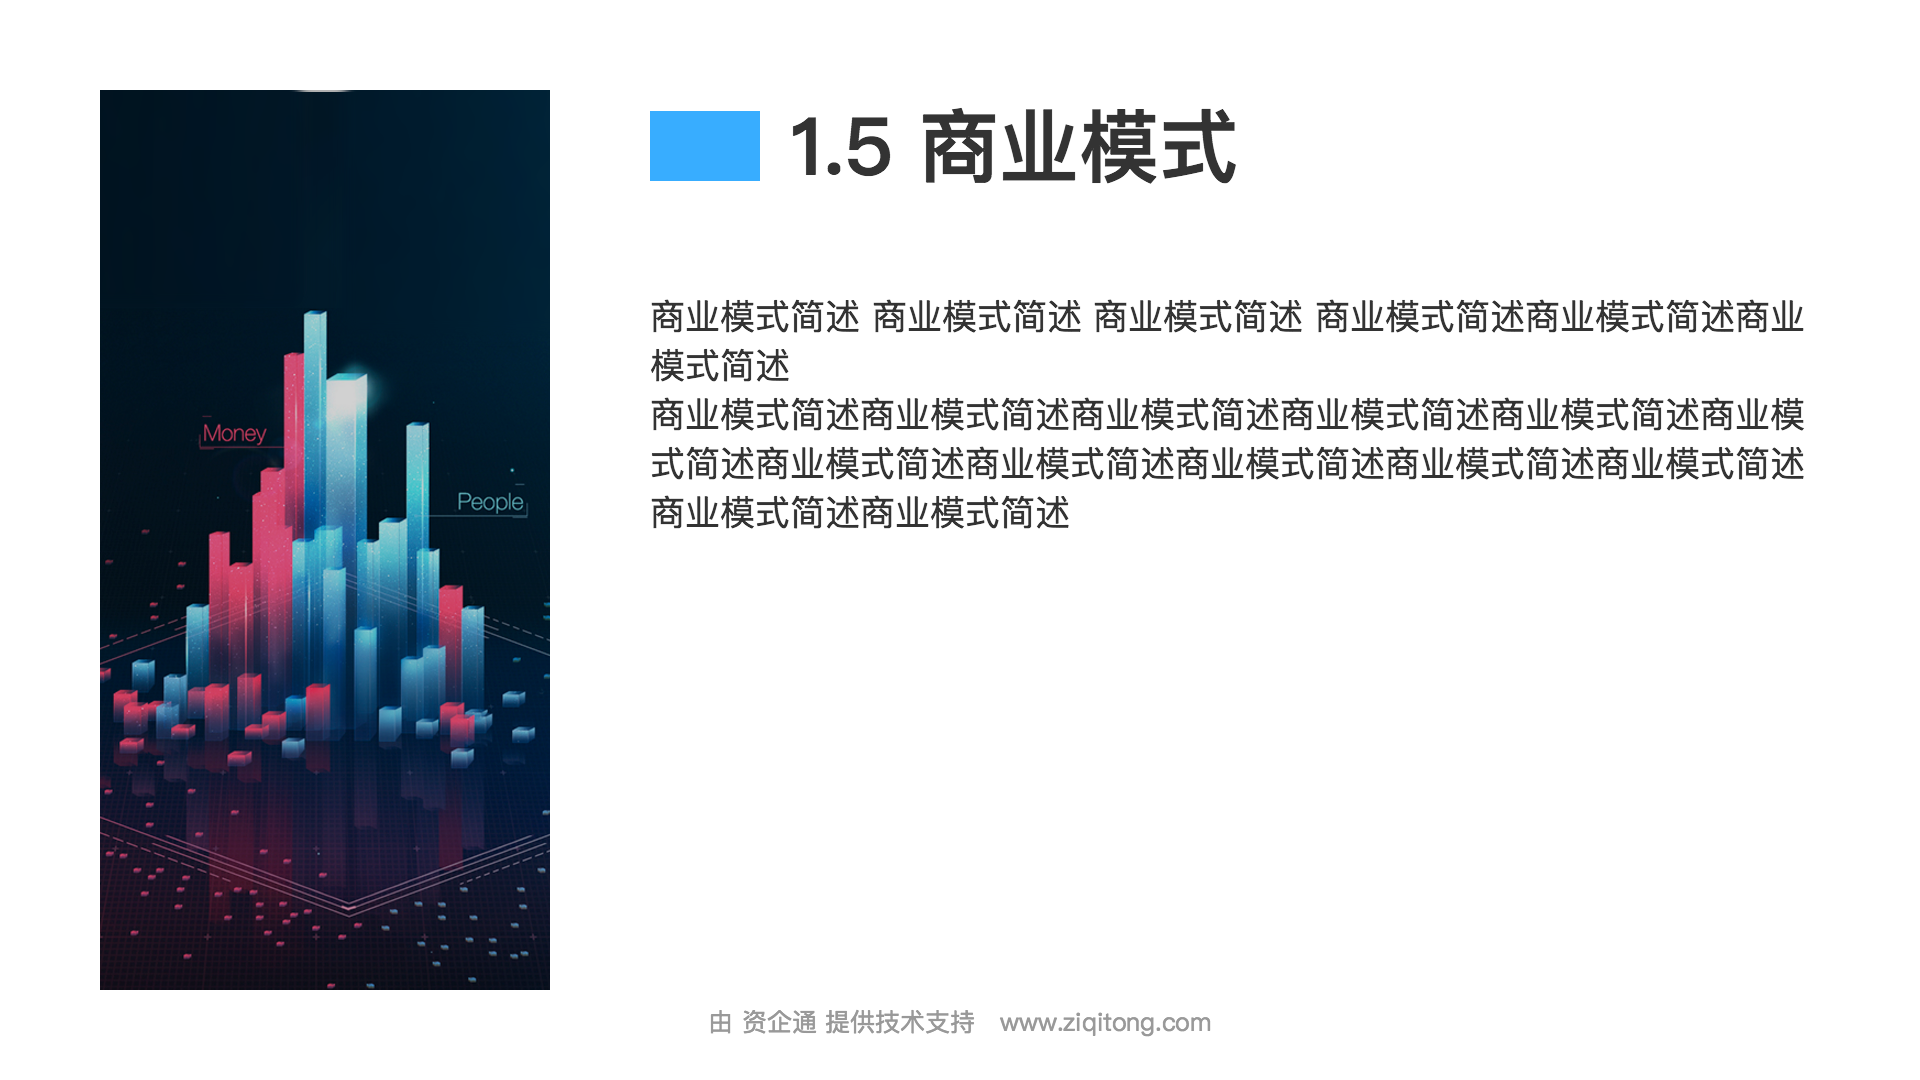 1.5 商业模式
商业模式简述 商业模式简述 商业模式简述 商业模式简述商业模式简述商业
模式简述
商业模式简述商业模式简述商业模式简述商业模式简述商业模式简述商业模
式简述商业模式简述商业模式简述商业模式简述商业模式简述商业模式简述
商业模式简述商业模式简述
Money
People
由 资企通 提供技术支持 www.ziqitong.com